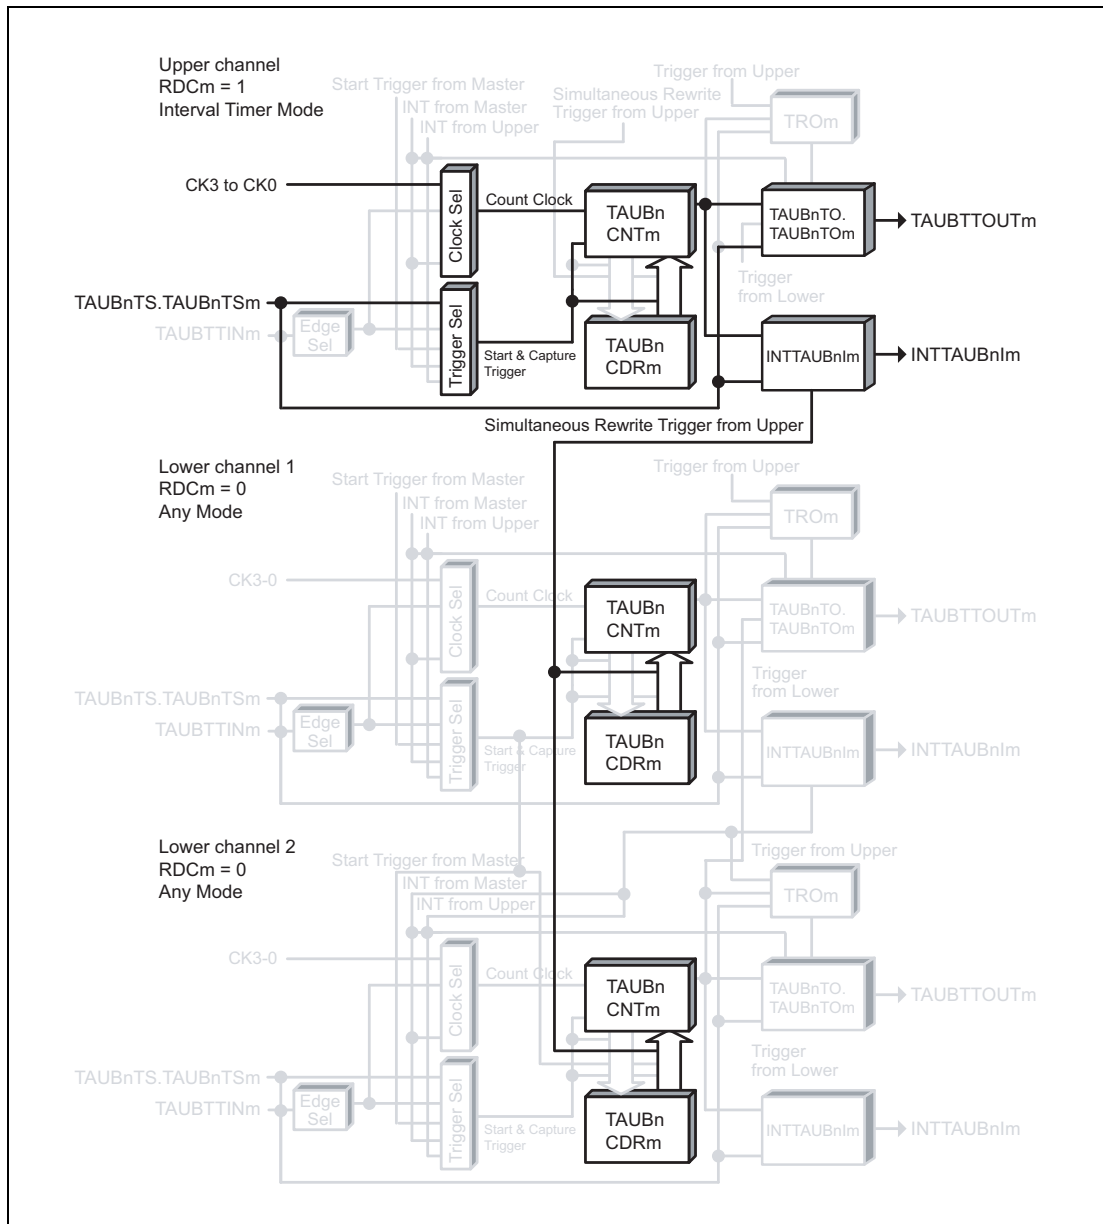 Upper channel
RDCm = 1
Interval Timer Mode
Start Trigger from Master
INT from Master
INT from Upper
Simultaneous Rewrite
Trigger from Upper
Trigger from Upper
TROm
CK3 to CK0
Clock Sel
Count Clock
TAUBn
CNTm
TAUBnTO.
TAUBnTOm
TAUBTTOUTm
Trigger
from Lower
TAUBnTS.TAUBnTSm
TAUBTTINm
Edge
Sel
Trigger Sel
Start & Capture
Trigger
TAUBn
CDRm
INTTAUBnIm
INTTAUBnIm
Simultaneous Rewrite Trigger from Upper
Lower channel 1
RDCm = 0
Any Mode
Start Trigger from Master
INT from Master
INT from Upper
Trigger from Upper
TROm
CK3-0
Clock Sel
Count Clock
TAUBn
CNTm
TAUBnTO.
TAUBnTOm
TAUBTTOUTm
Trigger
from Lower
TAUBnTS.TAUBnTSm
TAUBTTINm
Edge
Sel
Trigger Sel
Start & Capture
Trigger
TAUBn
CDRm
INTTAUBnIm
INTTAUBnIm
Lower channel 2
RDCm = 0
Any Mode
Start Trigger from Master
INT from Master
INT from Upper
Trigger from Upper
TROm
CK3-0
Clock Sel
Count Clock
TAUBn
CNTm
TAUBnTO.
TAUBnTOm
TAUBTTOUTm
Trigger
from Lower
TAUBnTS.TAUBnTSm
TAUBTTINm
Edge
Sel
Trigger Sel
Start & Capture
Trigger
TAUBn
CDRm
INTTAUBnIm
INTTAUBnIm